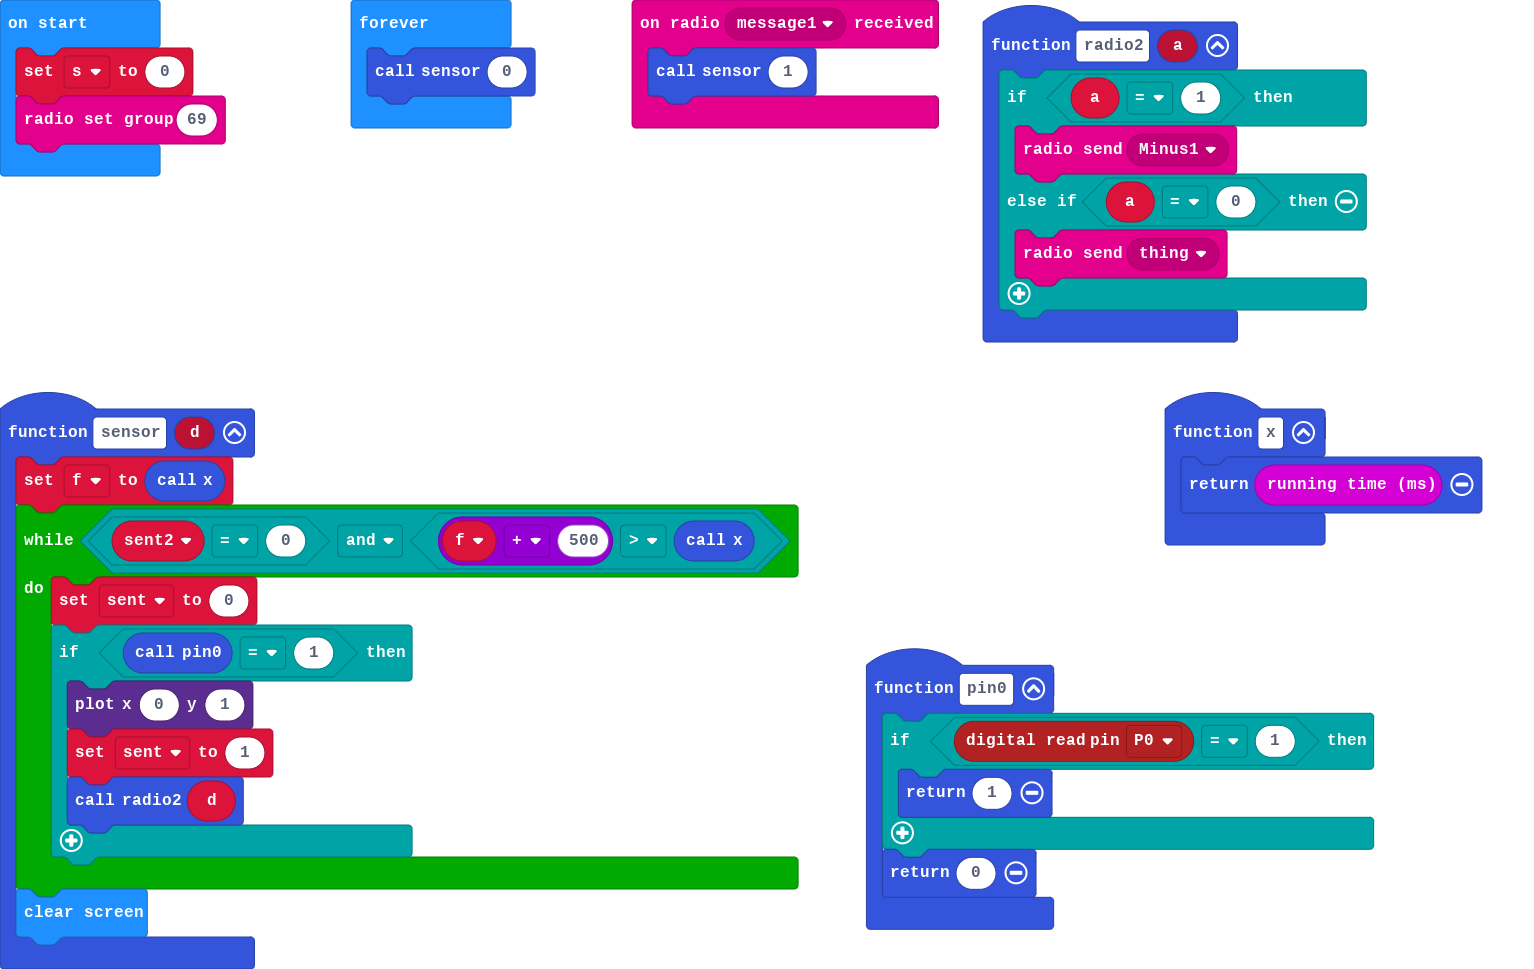 on start
set s to 0
radio set group 69
forever
call sensor 0
on radio message1 received
call sensor 1
function radio2 a
if a = 1 then
radio send Minus1
else if a = 0 then
radio send thing
function sensor d
set f to call x
while sent2 = 0 and f + 500 > call x
do
set sent to 0
if call pin0 = 1 then
plot x 0 y 1
set sent to 1
call radio2 d
clear screen
function x
return running time (ms)
function pin0
if digital read pin P0 = 1 then
return 1
return 0